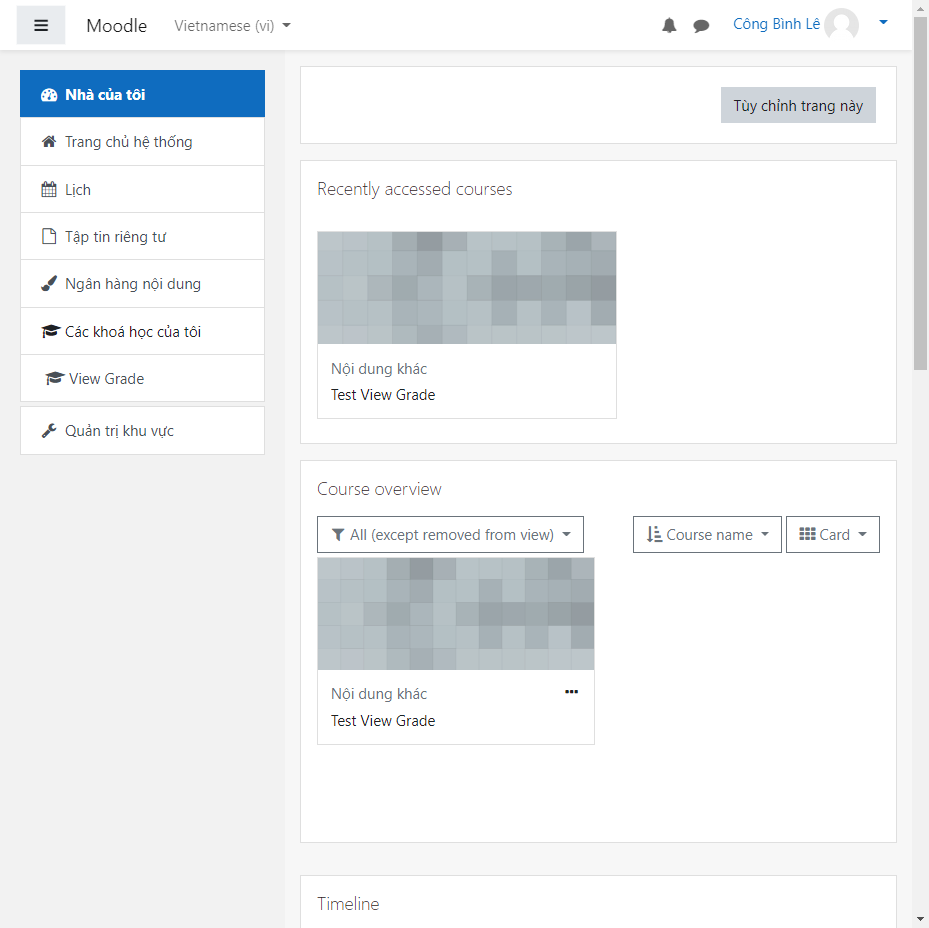 Moodle
Vietnamese (vi)
Công Bình Lê
Nhà của tôi
Trang chủ hệ thống
Lịch
Tập tin riêng tư
Ngân hàng nội dung
Các khoá học của tôi
View Grade
Quản trị khu vực
Tùy chỉnh trang này
Recently accessed courses
Nội dung khác
Test View Grade
Course overview
All (except removed from view)
Course name
Card
Nội dung khác
Test View Grade
Timeline